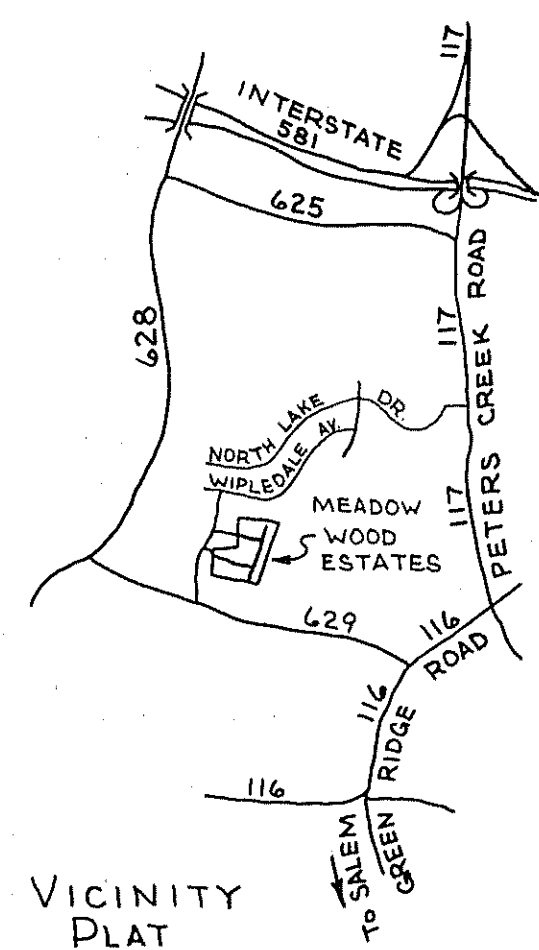 117
INTERSTATE
581
625
628
117
PETERS CREEK ROAD
NORTH LAKE DR.
WIPLEDALE AV.
117
MEADOW
WOOD
ESTATES
629
116
116
GREEN RIDGE ROAD
116
TO SALEM
VICINITY
PLAT